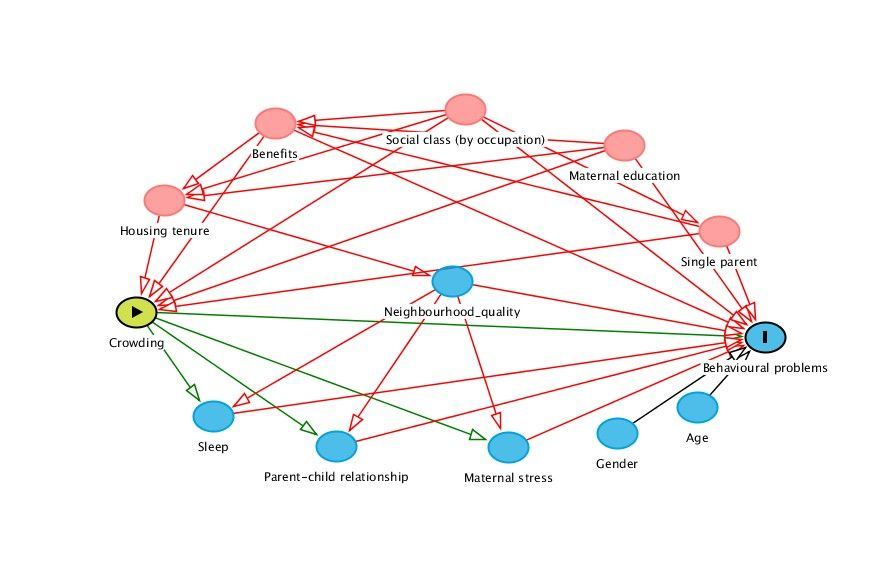 Social class (by occupation)
Benefits
Maternal education
Housing tenure
Single parent
Neighbourhood_quality
Crowding
Behavioural problems
Sleep
Age
Gender
Parent-child relationship
Maternal stress